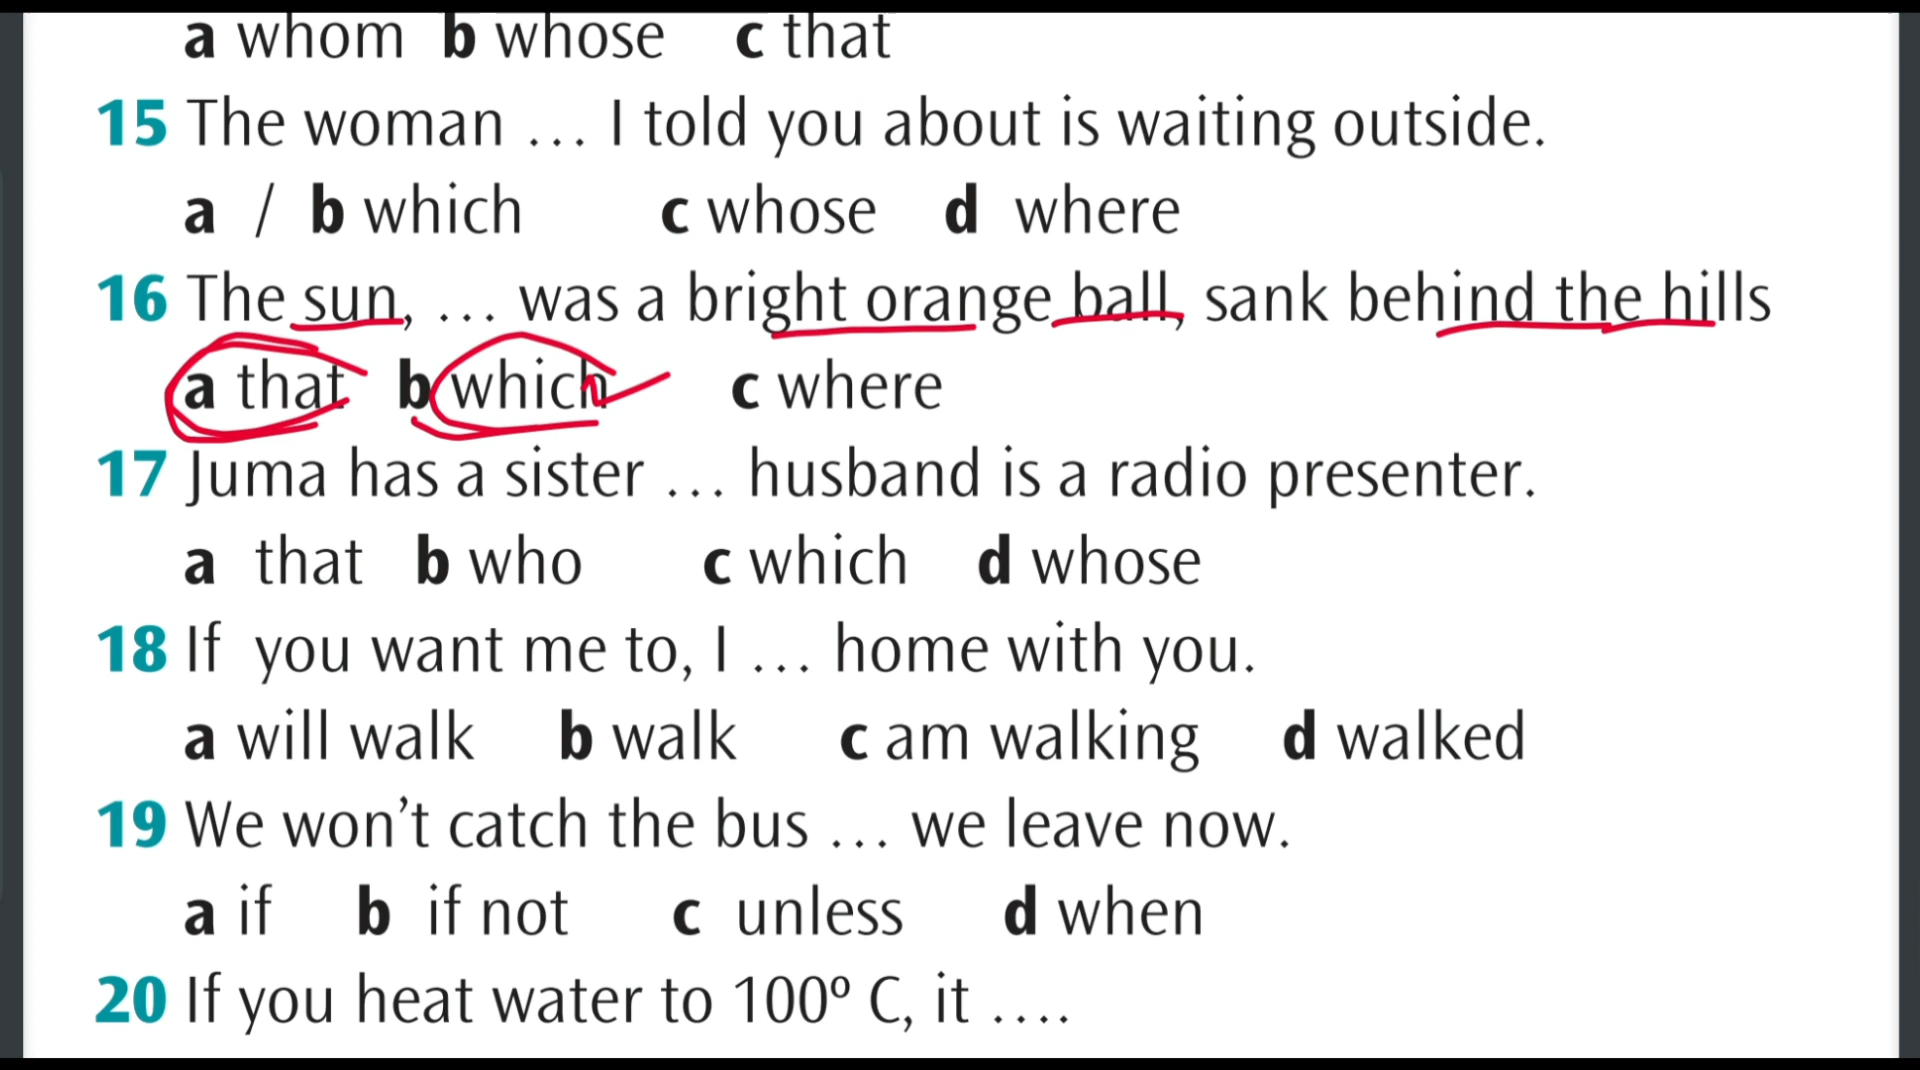 a whom b whose c that
15 The woman ... I told you about is waiting outside.
a / b which c whose d where
16 The sun, ... was a bright orange ball, sank behind the hills
a that b which c where
17 Juma has a sister ... husband is a radio presenter.
a that b who c which d whose
18 If you want me to, I ... home with you.
a will walk b walk c am walking d walked
19 We won't catch the bus ... we leave now.
a if b if not c unless d when
20 If you heat water to 100º C, it ....